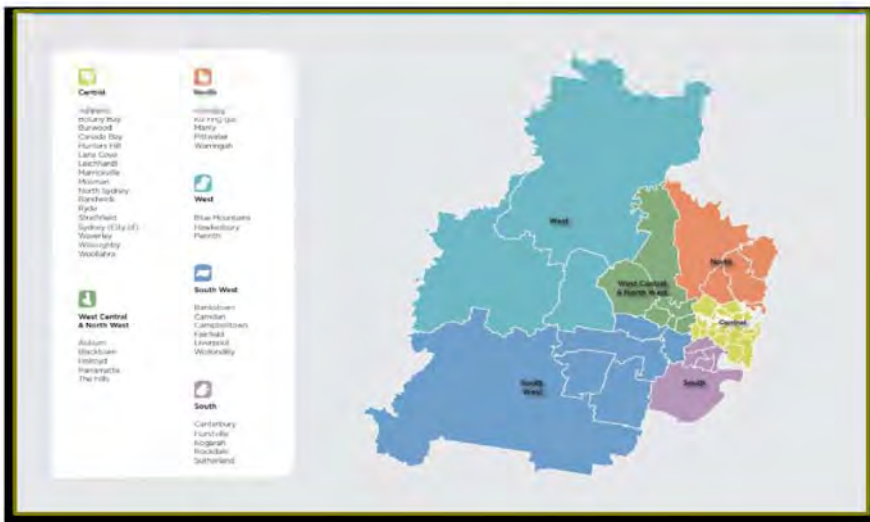 Central
Ashfield
Botany Bay
Burwood
Canada Bay
Hunters Hill
Lane Cove
Leichhardt
Marrickville
Mosman
North Sydney
Randwick
Ryde
Strathfield
Sydney (City of)
Waverley
Willoughby
Woollahra
West Central
& North West
Auburn
Blacktown
Holroyd
Parramatta
The Hills
North
Hornsby
Ku-ring-gai
Manly
Pittwater
Warringah
West
Blue Mountains
Hawkesbury
Penrith
South West
Bankstown
Camden
Campbelltown
Fairfield
Liverpool
Wollondilly
South
Canterbury
Hurstville
Kogarah
Rockdale
Sutherland
West
North
West Central
& North West
Central
South
West
South